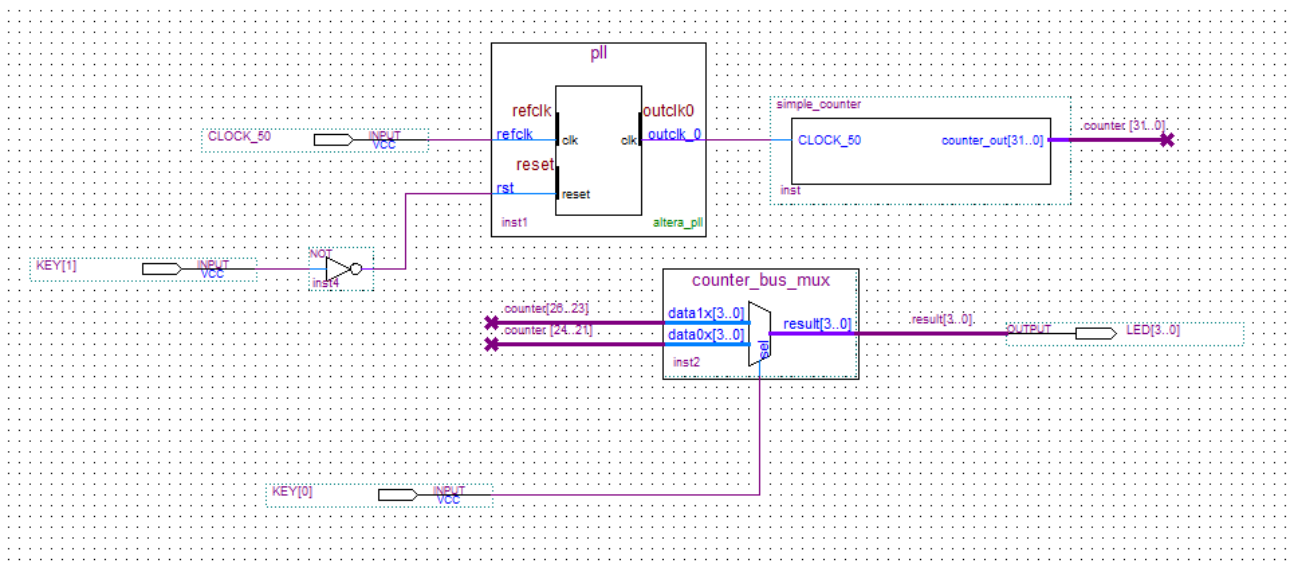 pll
refclk
outclk0
CLOCK_50
INPUT
VCC
refclk
clk
clk
outclk_0
reset
rst
reset
inst1
altera_pll
simple_counter
CLOCK_50
counter_out[31..0]
inst
counter [31..0]
KEY[1]
INPUT
VCC
NOT
inst4
counter_bus_mux
counter[26..23]
data1x[3..0]
counter [24..21]
data0x[3..0]
result[3..0]
sel
inst2
result[3..0]
OUTPUT
LED[3..0]
KEY[0]
INPUT
VCC